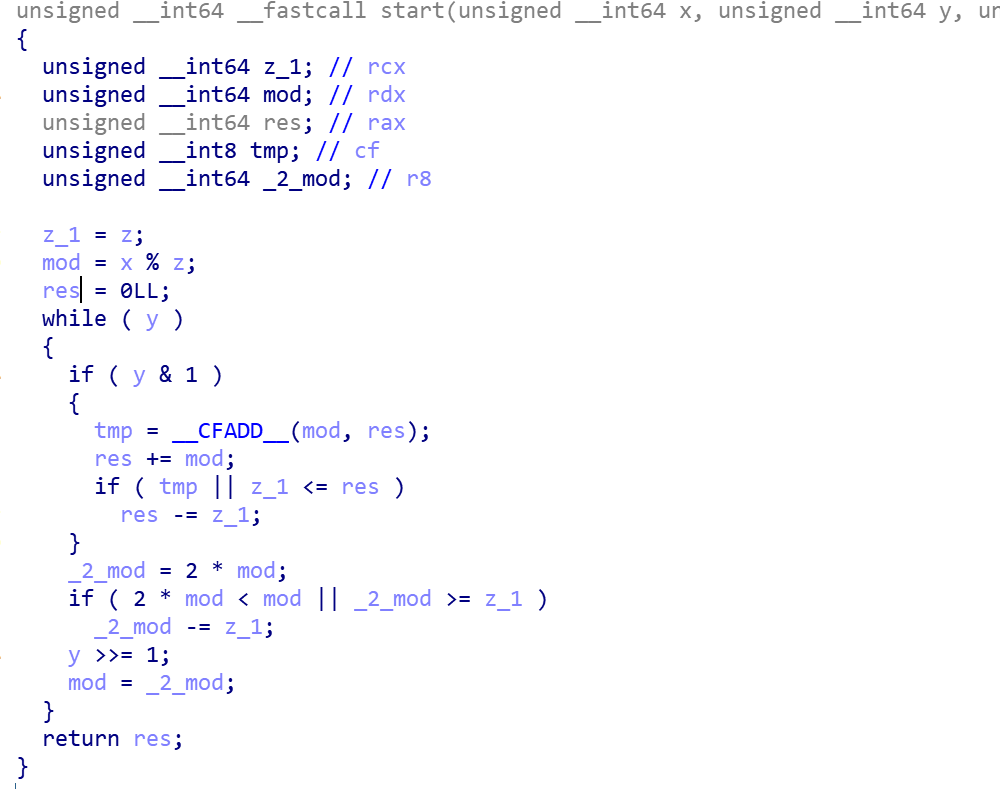 unsigned __int64 __fastcall start(unsigned __int64 x, unsigned __int64 y, un
{
  unsigned __int64 z_1; // rcx
  unsigned __int64 mod; // rdx
  unsigned __int64 res; // rax
  unsigned __int8 tmp; // cf
  unsigned __int64 _2_mod; // r8

  z_1 = z;
  mod = x % z;
  res = 0LL;
  while ( y )
  {
    if ( y & 1 )
    {
      tmp = __CFADD__(mod, res);
      res += mod;
      if ( tmp || z_1 <= res )
        res -= z_1;
    }
    _2_mod = 2 * mod;
    if ( 2 * mod < mod || _2_mod >= z_1 )
      _2_mod -= z_1;
    y >>= 1;
    mod = _2_mod;
  }
  return res;
}